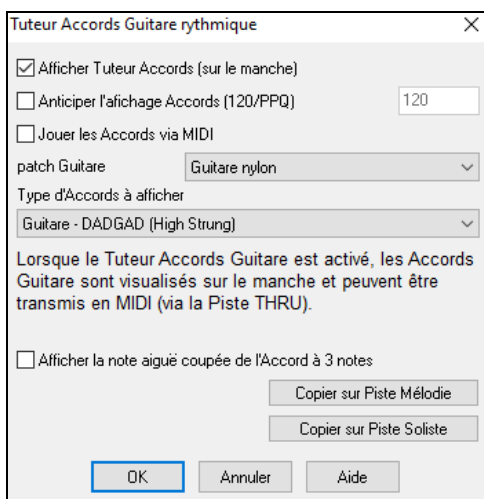 Tuteur Accords Guitare rythmique
Afficher Tuteur Accords (sur le manche)
Anticiper l'afichage Accords (120/PPQ) 120
Jouer les Accords via MIDI
patch Guitare Guitare nylon
Type d'Accords à afficher
Guitare - DADGAD (High Strung)
Lorsque le Tuteur Accords Guitare est activé, les Accords
Guitare sont visualisés sur le manche et peuvent être
transmis en MIDI (via la Piste THRU).
Afficher la note aiguë coupée de l'Accord à 3 notes
Copier sur Piste Mélodie
Copier sur Piste Soliste
OK Annuler Aide